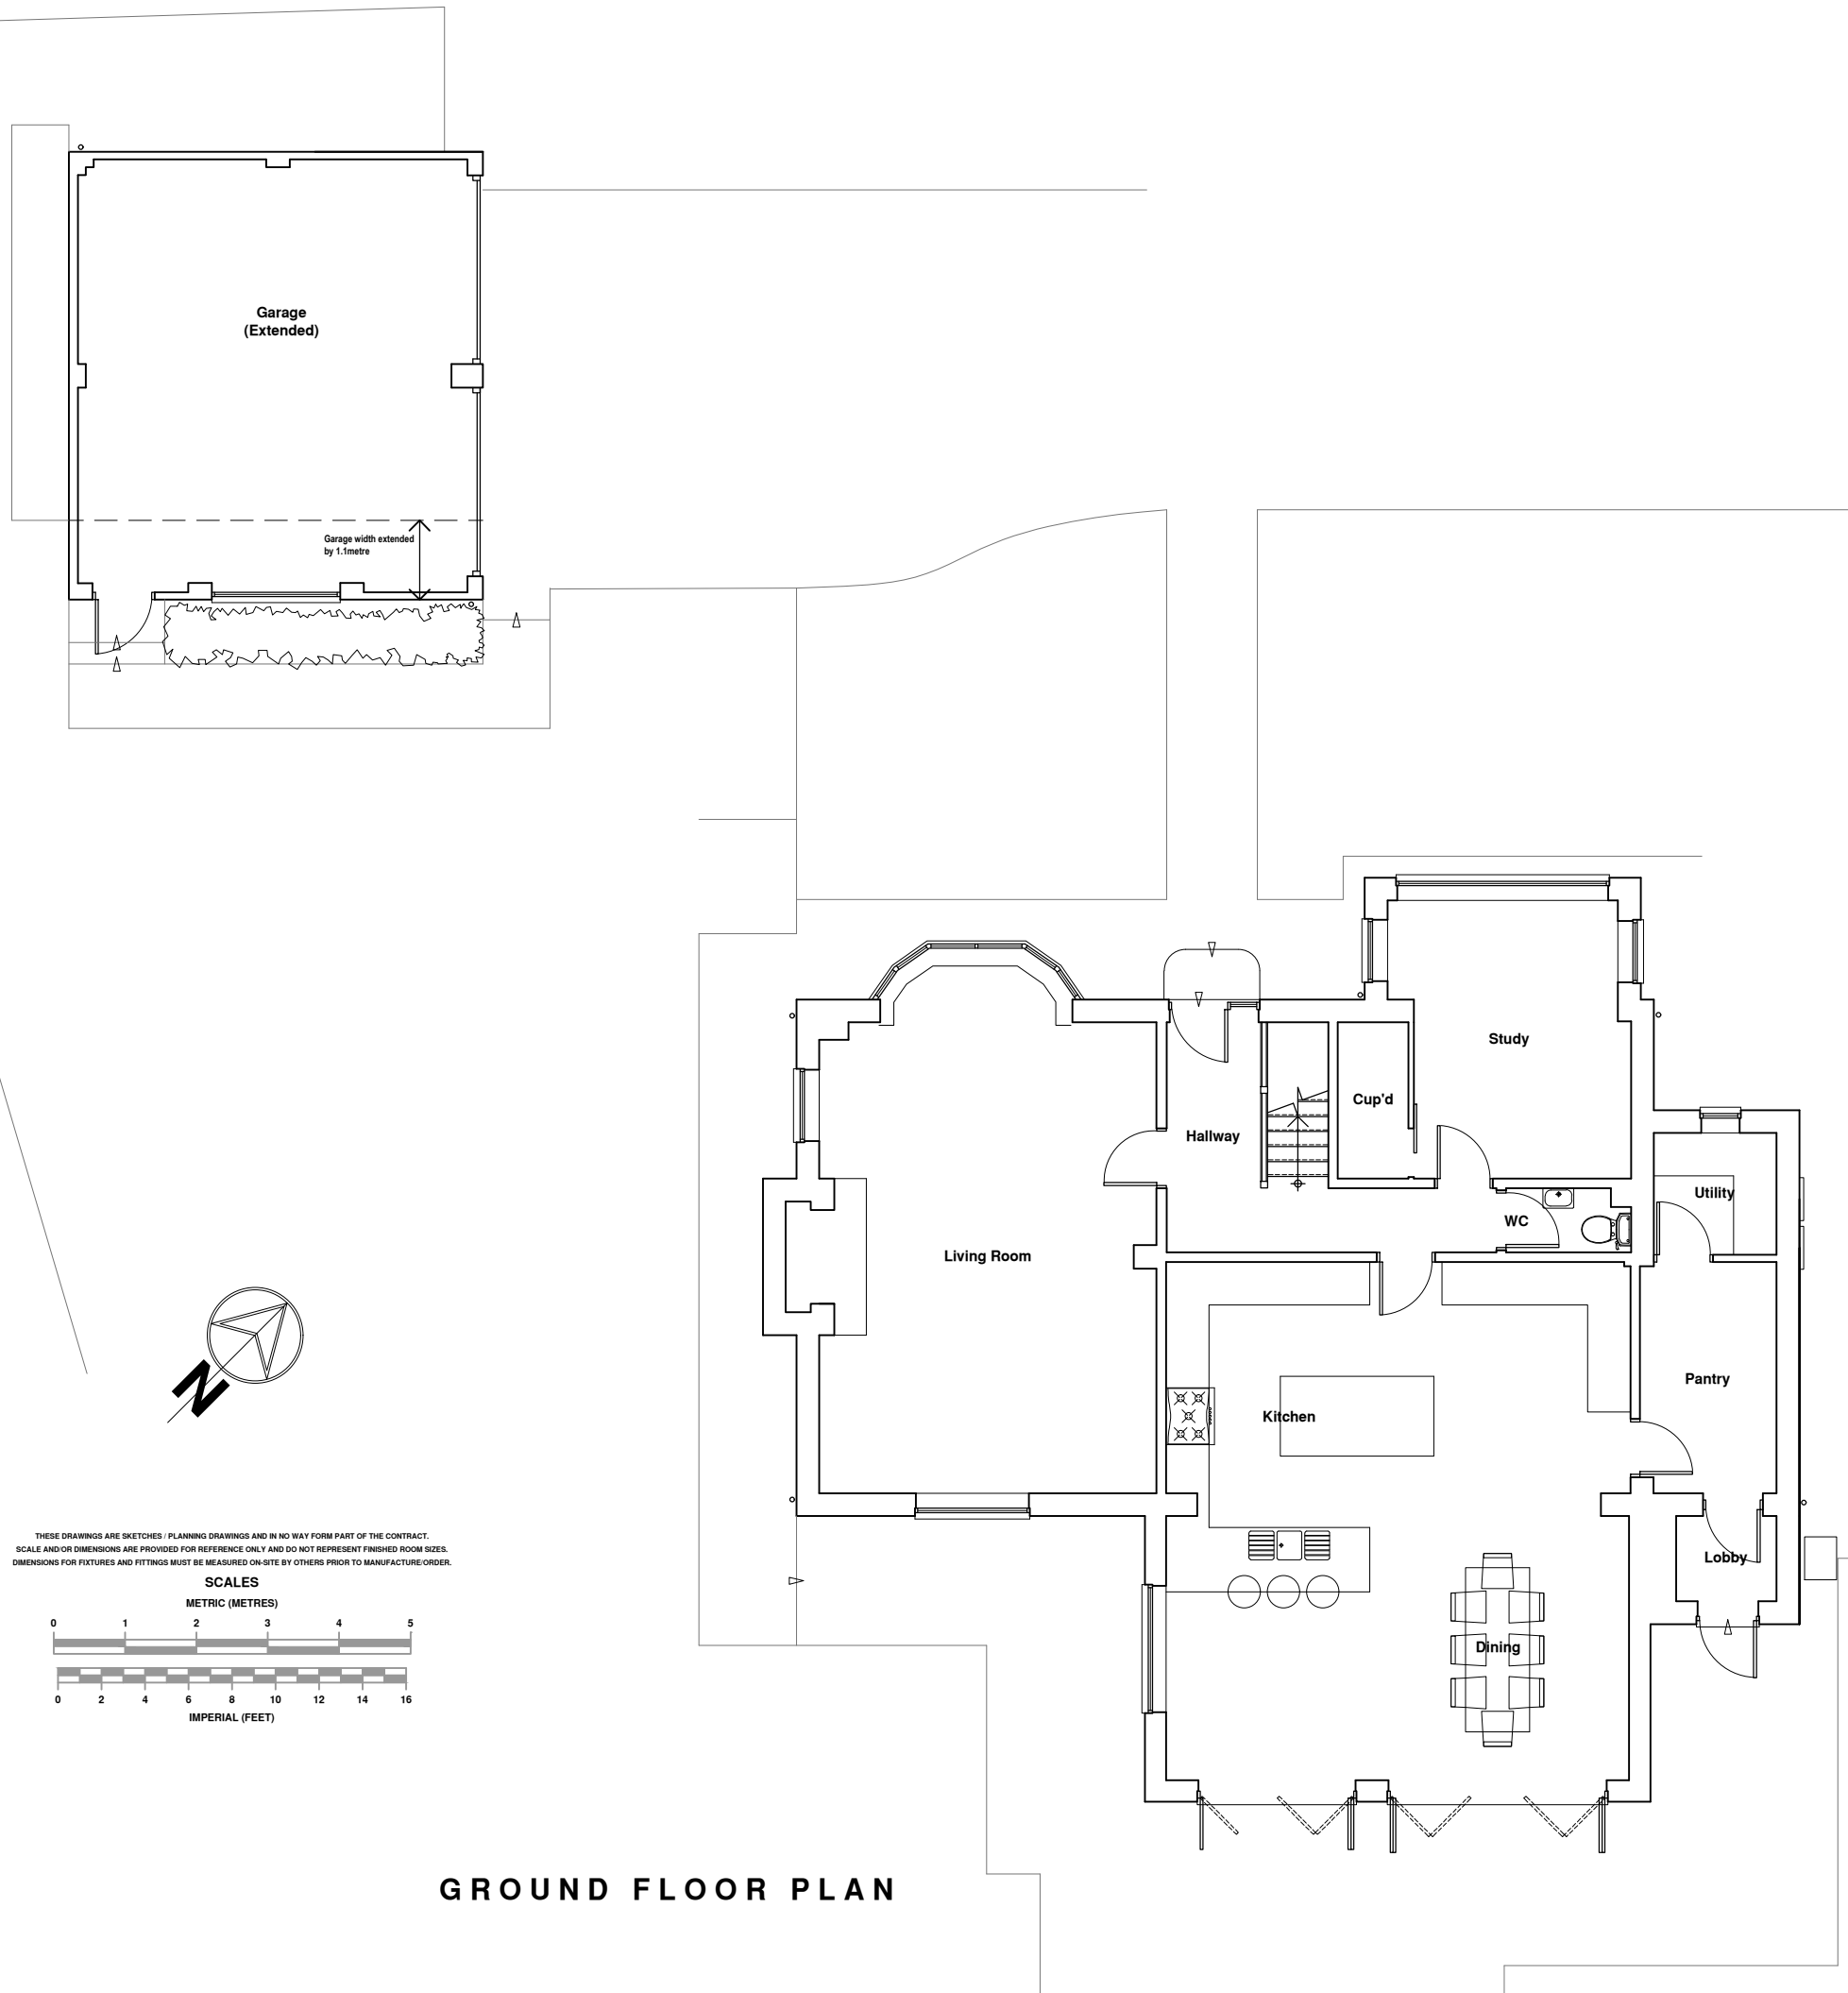 Garage
(Extended)
Garage width extended
by 1.1metre
Study
Cup'd
Hallway
Utility
WC
Living Room
Pantry
Kitchen
N
Lobby
Dining
THESE DRAWINGS ARE SKETCHES / PLANNING DRAWINGS AND IN NO WAY FORM PART OF THE CONTRACT.
SCALE AND/OR DIMENSIONS ARE PROVIDED FOR REFERENCE ONLY AND DO NOT REPRESENT FINISHED ROOM SIZES.
DIMENSIONS FOR FIXTURES AND FITTINGS MUST BE MEASURED ON-SITE BY OTHERS PRIOR TO MANUFACTURE/ORDER.
SCALES
METRIC (METRES)
0 1 2 3 4 5
0 2 4 6 8 10 12 14 16
IMPERIAL (FEET)
GROUND FLOOR PLAN